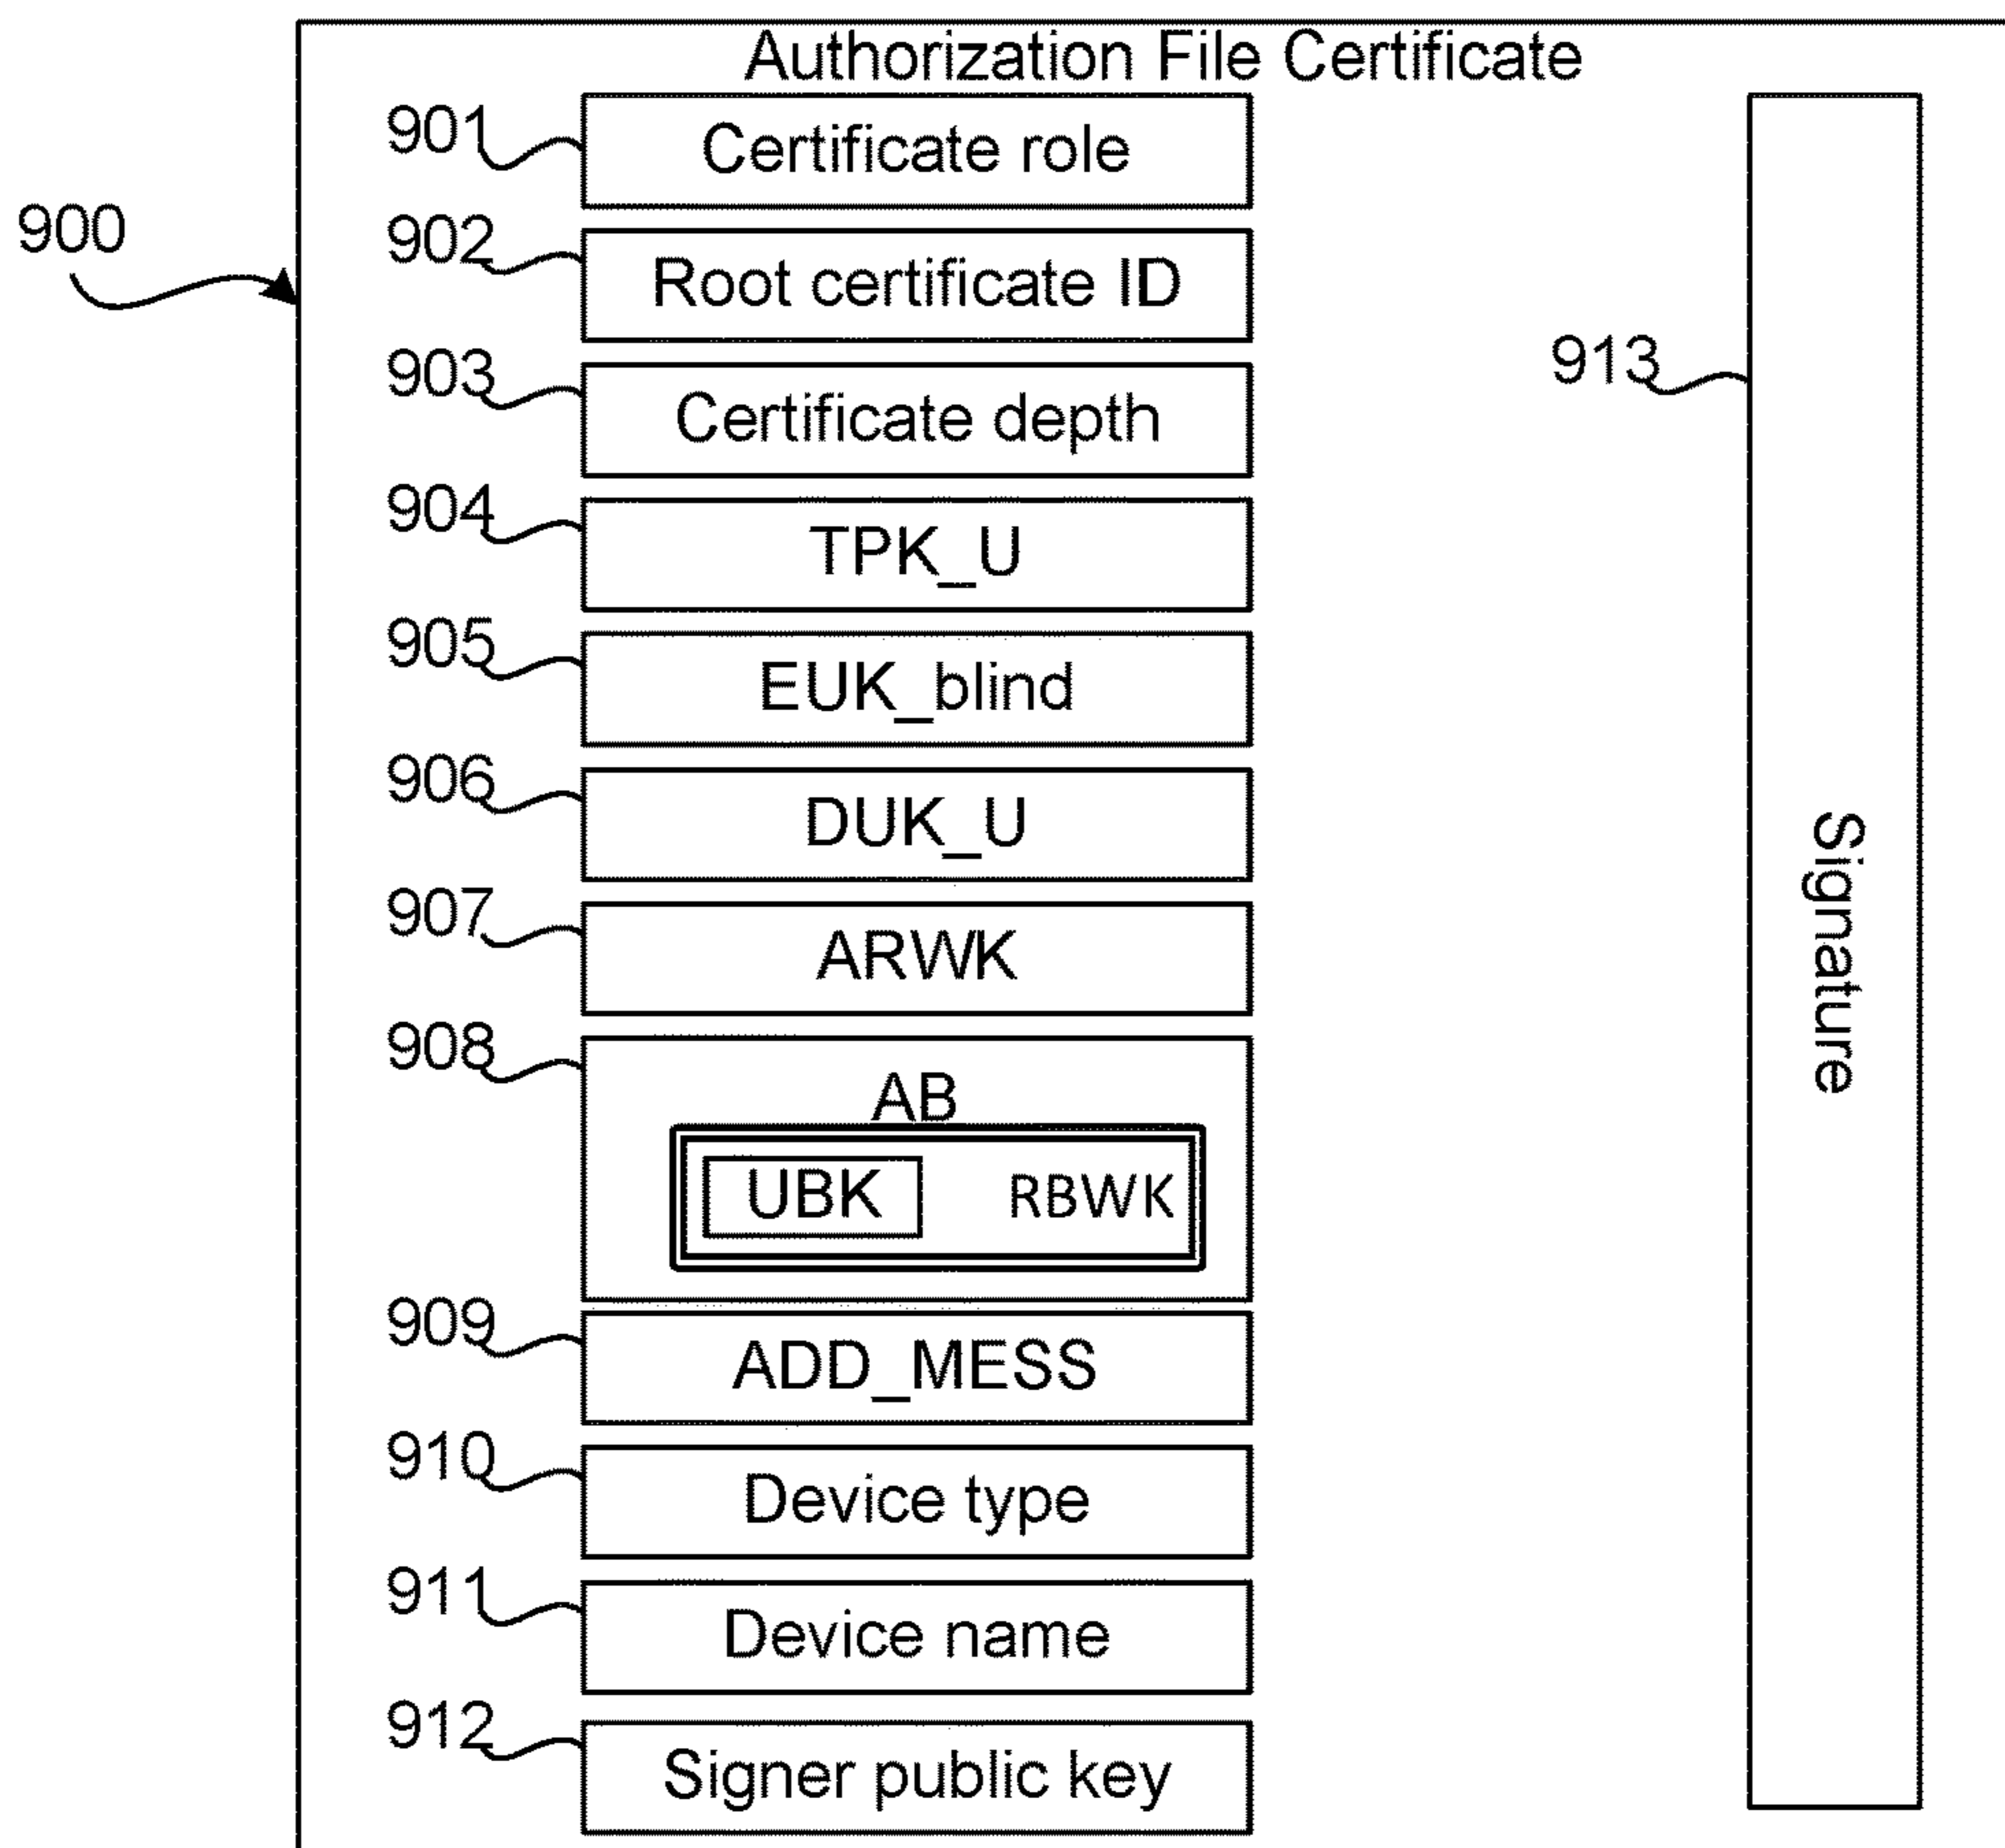 Authorization File Certificate
900
901 Certificate role
902 Root certificate ID
903 Certificate depth
904 TPK_U
905 EUK_blind
906 DUK_U
907 ARWK
908 AB
UBK RBWK
909 ADD_MESS
910 Device type
911 Device name
912 Signer public key
913 Signature